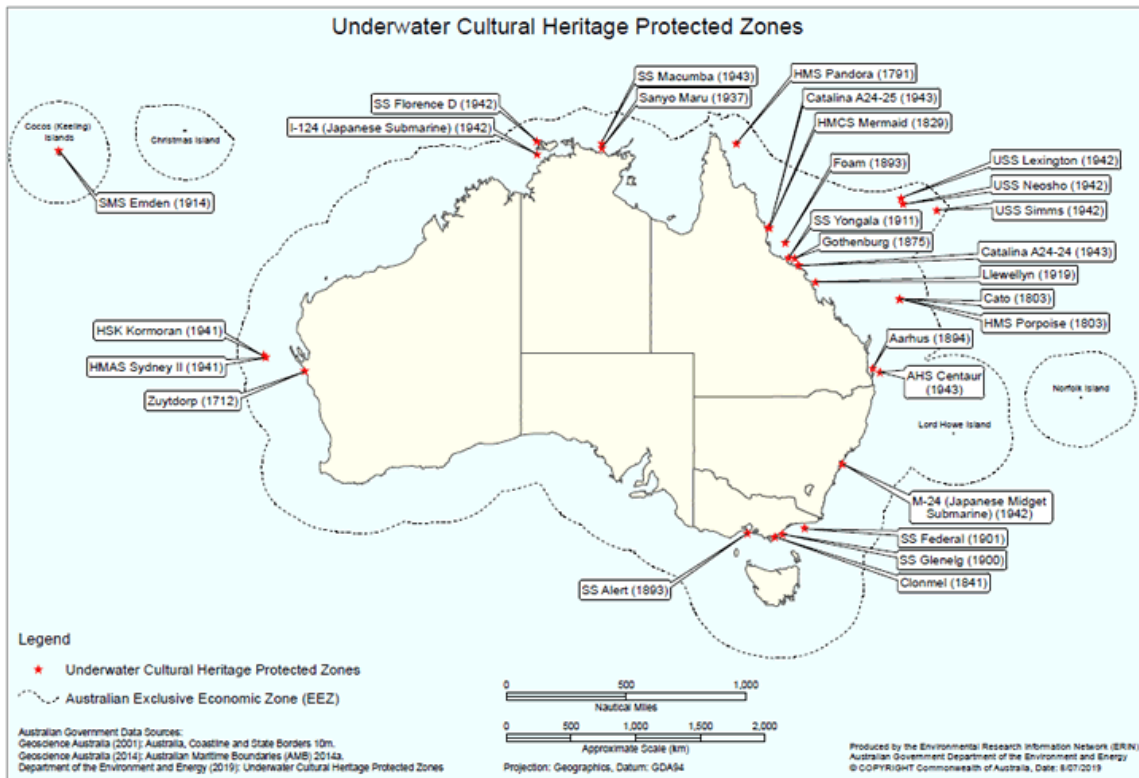 Underwater Cultural Heritage Protected Zones
SS Macumba (1943)
HMS Pandora (1791)
SS Florence D (1942)
Sanyo Maru (1937)
Catalina A24-25 (1943)
I-124 (Japanese Submarine) (1942)
HMCS Mermaid (1829)
Cocos (Keeling)
Islands
Christmas Island
Foam (1893)
USS Lexington (1942)
USS Neosho (1942)
SMS Emden (1914)
USS Simms (1942)
SS Yongala (1911)
Gothenburg (1875)
Catalina A24-24 (1943)
Llewellyn (1919)
Cato (1803)
HMS Porpoise (1803)
HSK Kormoran (1941)
Aarhus (1894)
HMAS Sydney II (1941)
AHS Centaur
(1943)
Norfolk Island
Zuytdorp (1712)
Lord Howe Island
M-24 (Japanese Midget
Submarine) (1942)
SS Federal (1901)
SS Glenelg (1900)
Clonmel (1841)
SS Alert (1893)
Legend
Underwater Cultural Heritage Protected Zones
Australian Exclusive Economic Zone (EEZ)
0 500 1,000
Nautical Miles
0 500 1,000 1,500 2,000
Approximate Scale (km)
Australian Government Data Sources:
Geoscience Australia (2001): Australia, Coastline and State Borders 10m.
Geoscience Australia (2014): Australian Maritime Boundaries (AMB) 2014a.
Department of the Environment and Energy (2019): Underwater Cultural Heritage Protected Zones
Projection: Geographics, Datum: GDA94
Produced by the Environmental Research Information Network (ERIN)
Australian Government Department of the Environment and Energy
© COPYRIGHT Commonwealth of Australia, Date: 8/07/2019